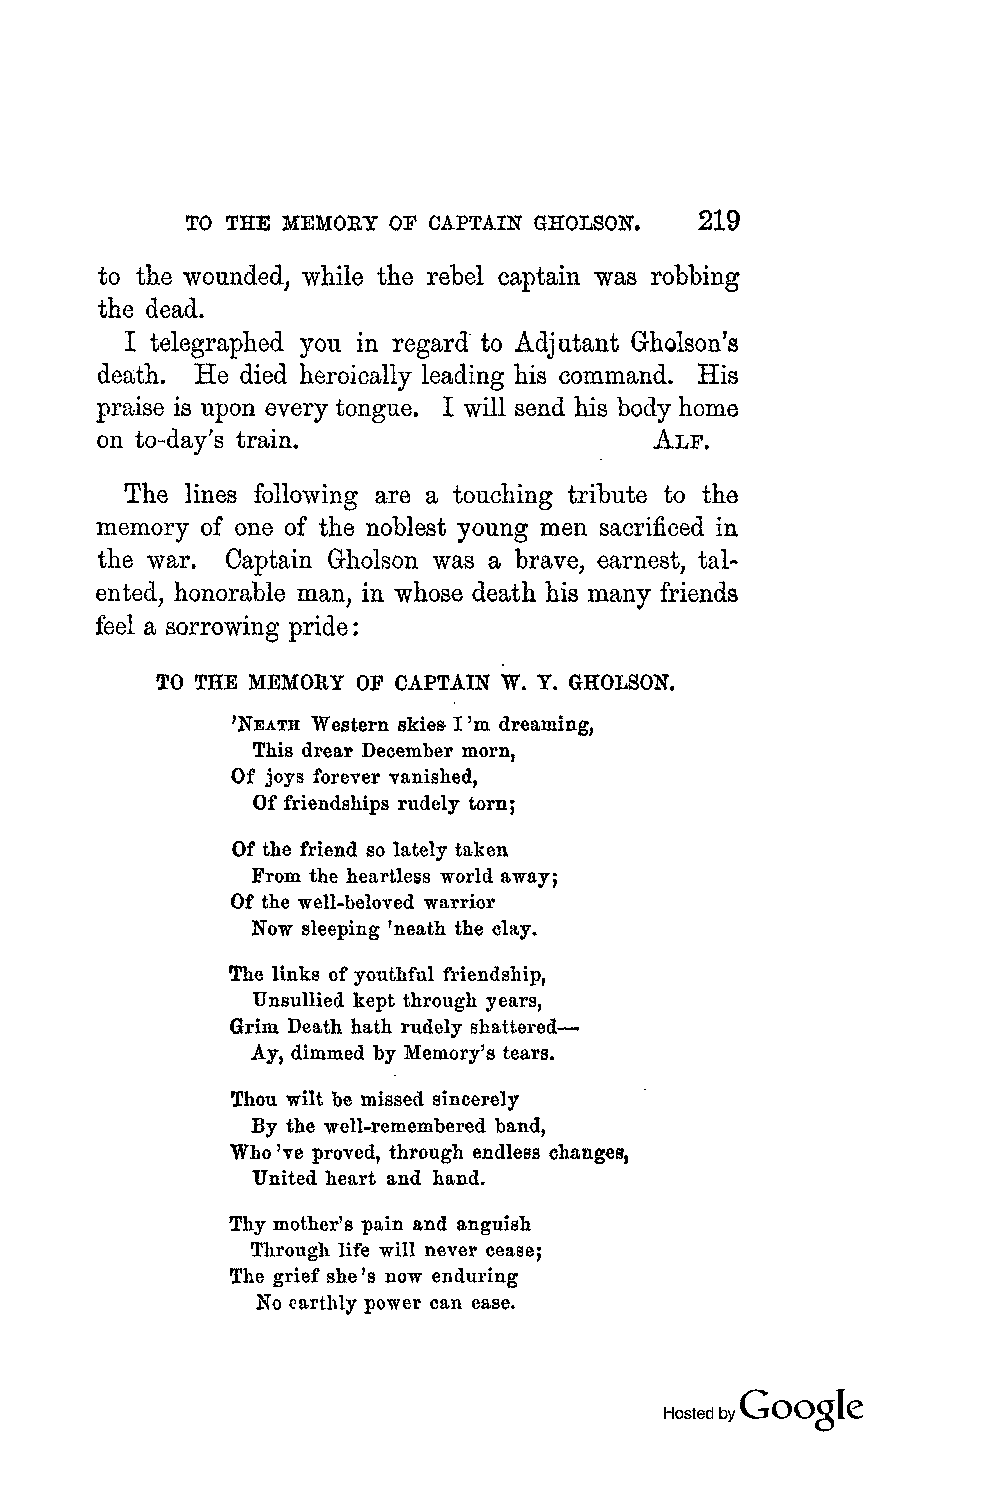 TO THE MEMORY OF CAPTAIN GHOLSON. 219
to the wounded, while the rebel captain was robbing
the dead.
I telegraphed you in regard to Adjutant Gholson's
death. He died heroically leading his command. His
praise is upon every tongue. I will send his body home
on to-day's train. ALF.
The lines following are a touching tribute to the
memory of one of the noblest young men sacrificed in
the war. Captain Gholson was a brave, earnest, tal-
ented, honorable man, in whose death his many friends
feel a sorrowing pride:
TO THE MEMORY OF CAPTAIN W. Y. GHOLSON.
'NEATH Western skies I'm dreaming,
This drear December morn,
Of joys forever vanished,
Of friendships rudely torn;
Of the friend so lately taken
From the heartless world away;
Of the well-beloved warrior
Now sleeping 'neath the clay.
The links of youthful friendship,
Unsullied kept through years,
Grim Death hath rudely shattered—
Ay, dimmed by Memory's tears.
Thou wilt be missed sincerely
By the well-remembered band,
Who've proved, through endless changes,
United heart and hand.
Thy mother's pain and anguish
Through life will never cease;
The grief she's now enduring
No earthly power can ease.
Hosted by Google